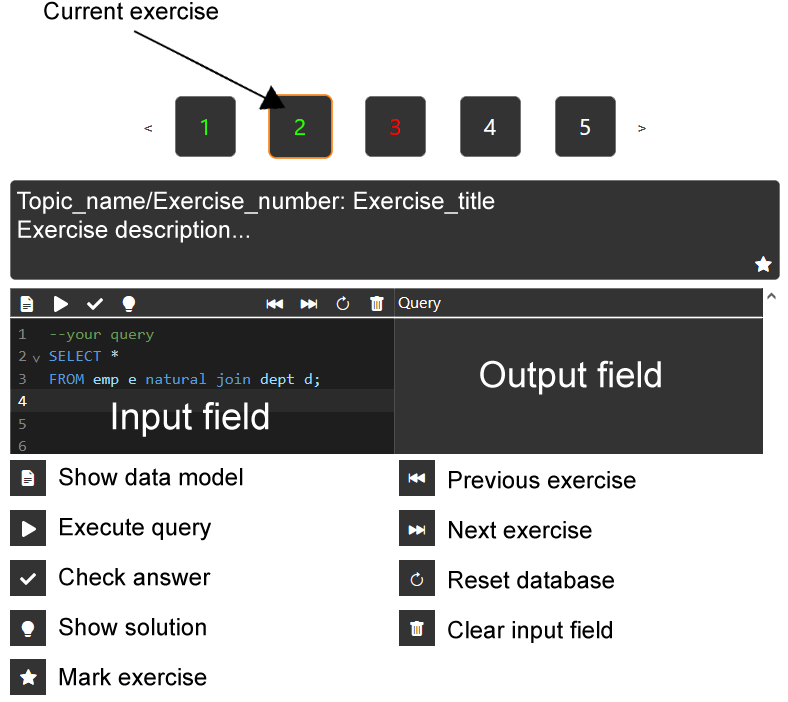 Current exercise
< 1 2 3 4 5 >
Topic_name/Exercise_number: Exercise_title
Exercise description...
Query
1 --your query
2 SELECT *
3 FROM emp e natural join dept d;
4
5
6
Input field
Output field
Show data model
Execute query
Check answer
Show solution
Mark exercise
Previous exercise
Next exercise
Reset database
Clear input field